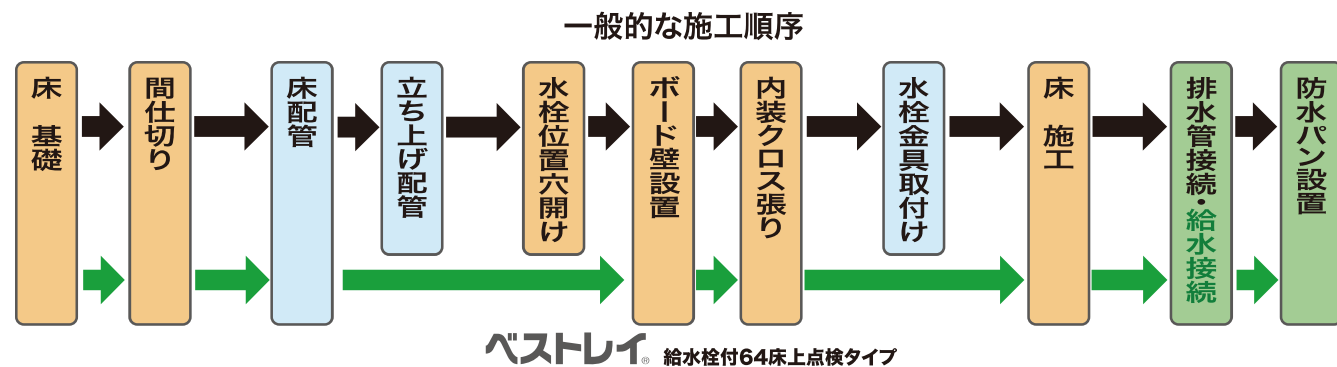 一般的な施工順序
床 基礎
間仕切り
床配管
立ち上げ配管
水栓位置穴開け
ボード壁設置
内装クロス張り
水栓金具取付け
床 施工
排水管接続・給水接続
防水パン設置
ベストレイ® 給水栓付64床上点検タイプ